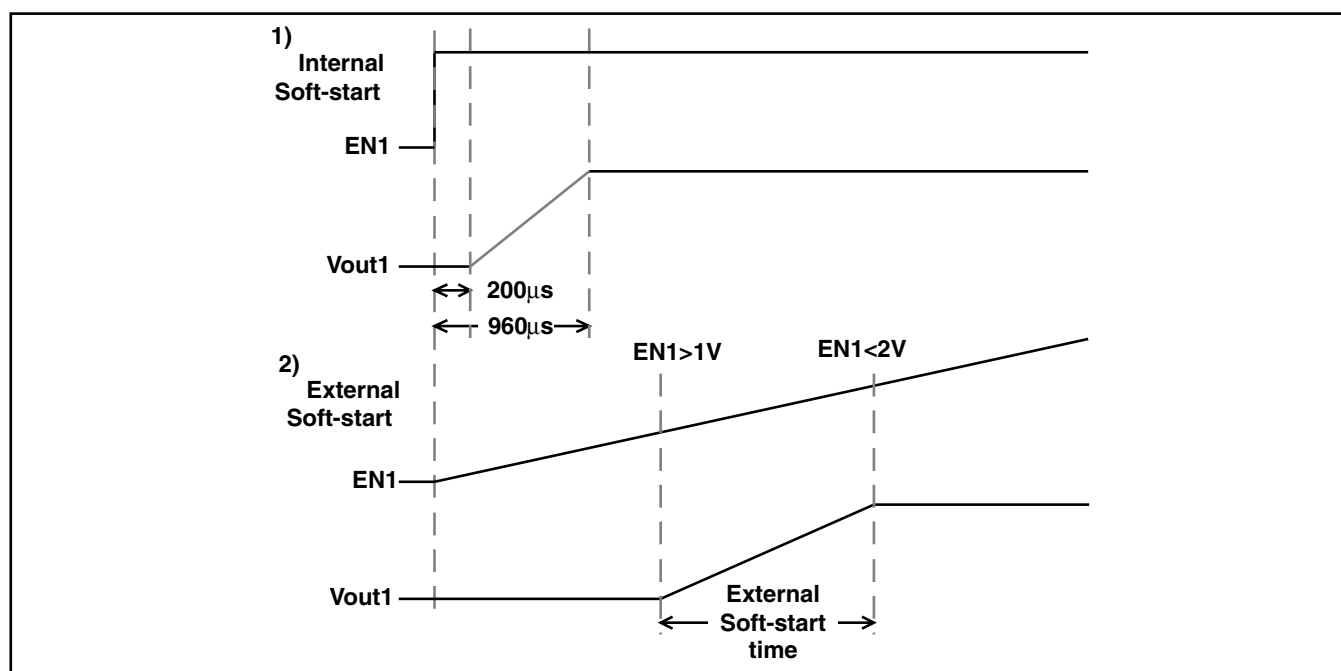 1)
Internal
Soft-start
EN1
Vout1
200μs
960μs
EN1>1V
EN1<2V
2)
External
Soft-start
EN1
Vout1
External
Soft-start
time